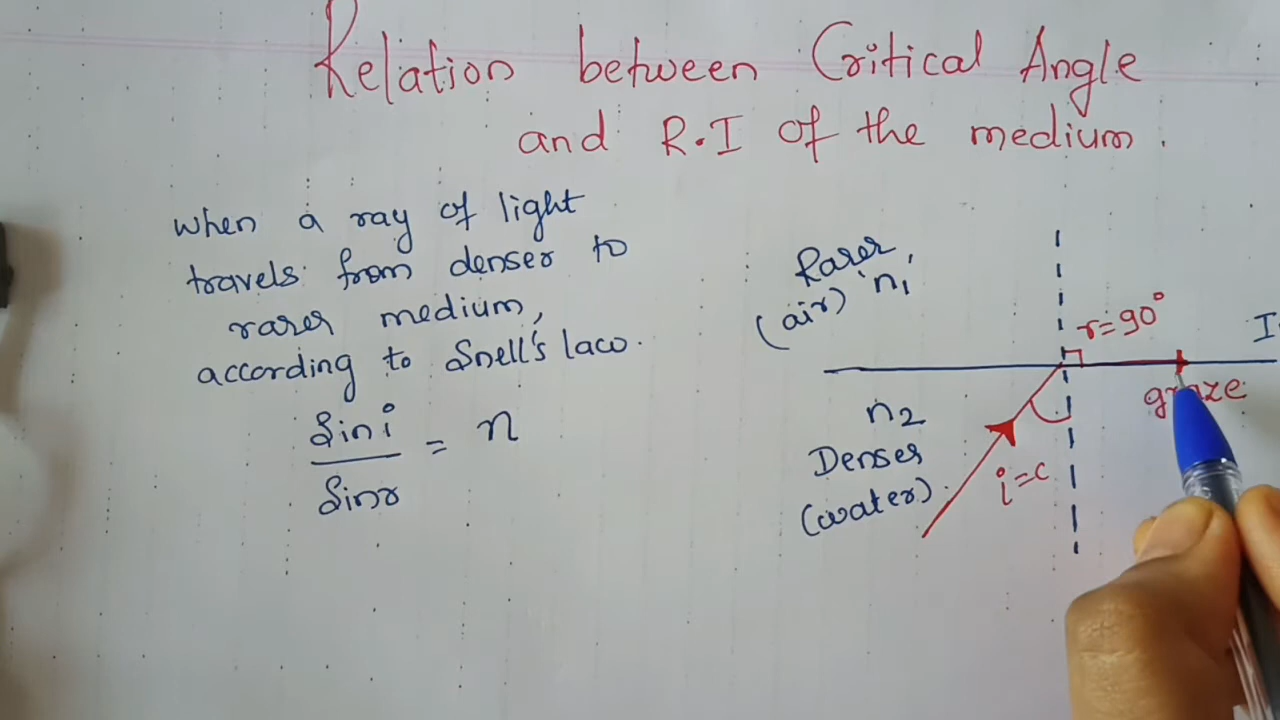 Relation between Critical Angle
and R.I of the medium.
when a ray of light
travels from denser to
rarer medium,
according to Snell's law.
Sin i
= n
Sin r
Rarer
(air) n₁
r=90°
n₂
Denser
(water).
i=c
graze